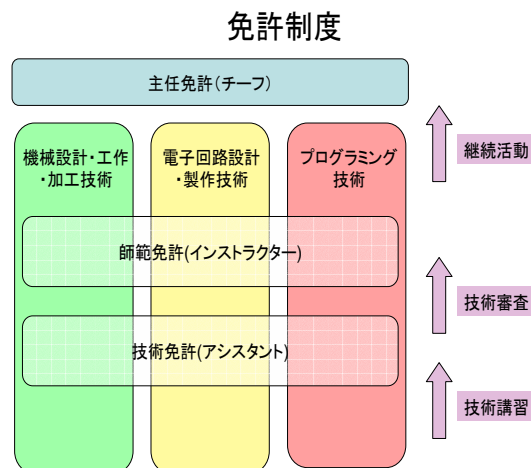 免許制度
主任免許（チーフ）
機械設計・工作
・加工技術
電子回路設計
・製作技術
プログラミング
技術
継続活動
師範免許(インストラクター)
技術審査
技術免許(アシスタント)
技術講習